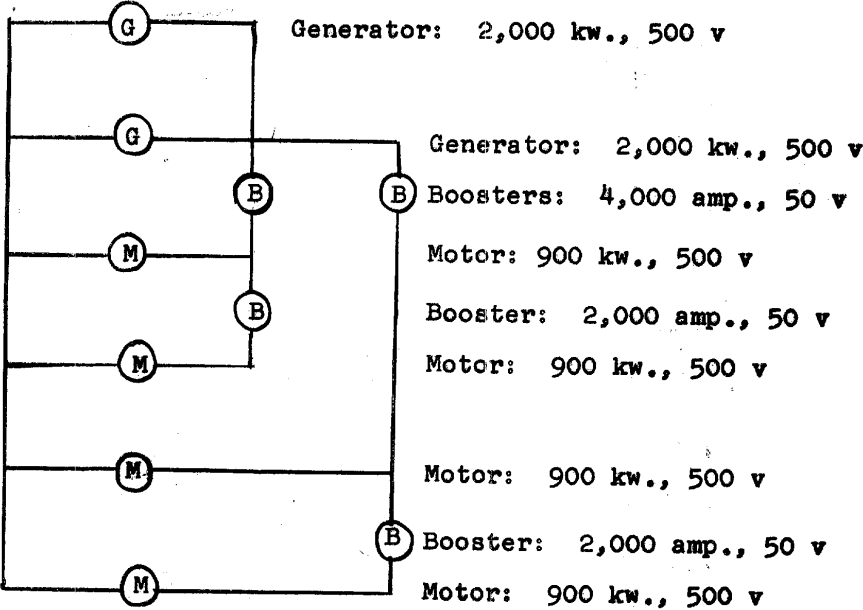 G Generator: 2,000 kw., 500 v
G Generator: 2,000 kw., 500 v
B B Boosters: 4,000 amp., 50 v
M Motor: 900 kw., 500 v
B Booster: 2,000 amp., 50 v
M Motor: 900 kw., 500 v
M Motor: 900 kw., 500 v
B Booster: 2,000 amp., 50 v
M Motor: 900 kw., 500 v